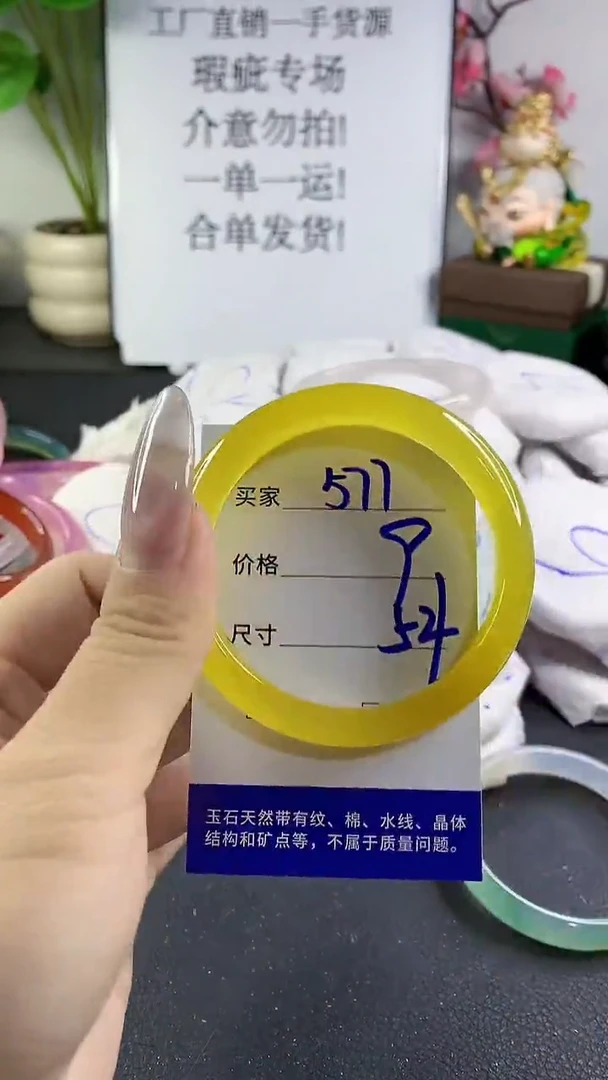 工厂直销一手货源
瑕疵专场
介意勿拍!
一单一运!
合单发货!
买家 577
价格
尺寸 54
玉石天然带有纹、棉、水线、晶体
结构和矿点等，不属于质量问题。